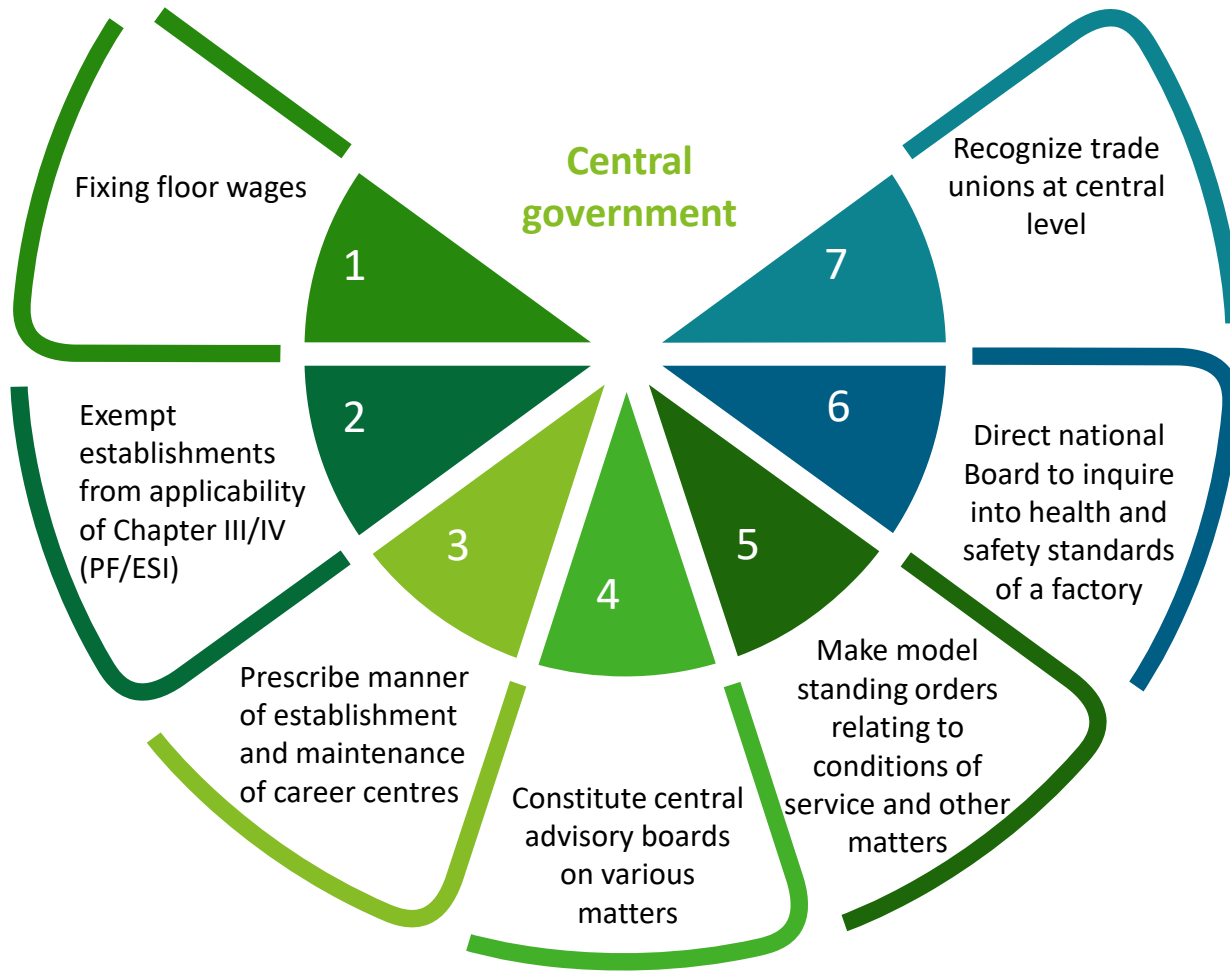 Central
government
1
Fixing floor wages
2
Exempt
establishments
from applicability
of Chapter III/IV
(PF/ESI)
3
Prescribe manner
of establishment
and maintenance
of career centres
4
Constitute central
advisory boards
on various
matters
5
Make model
standing orders
relating to
conditions of
service and other
matters
6
Direct national
Board to inquire
into health and
safety standards
of a factory
7
Recognize trade
unions at central
level